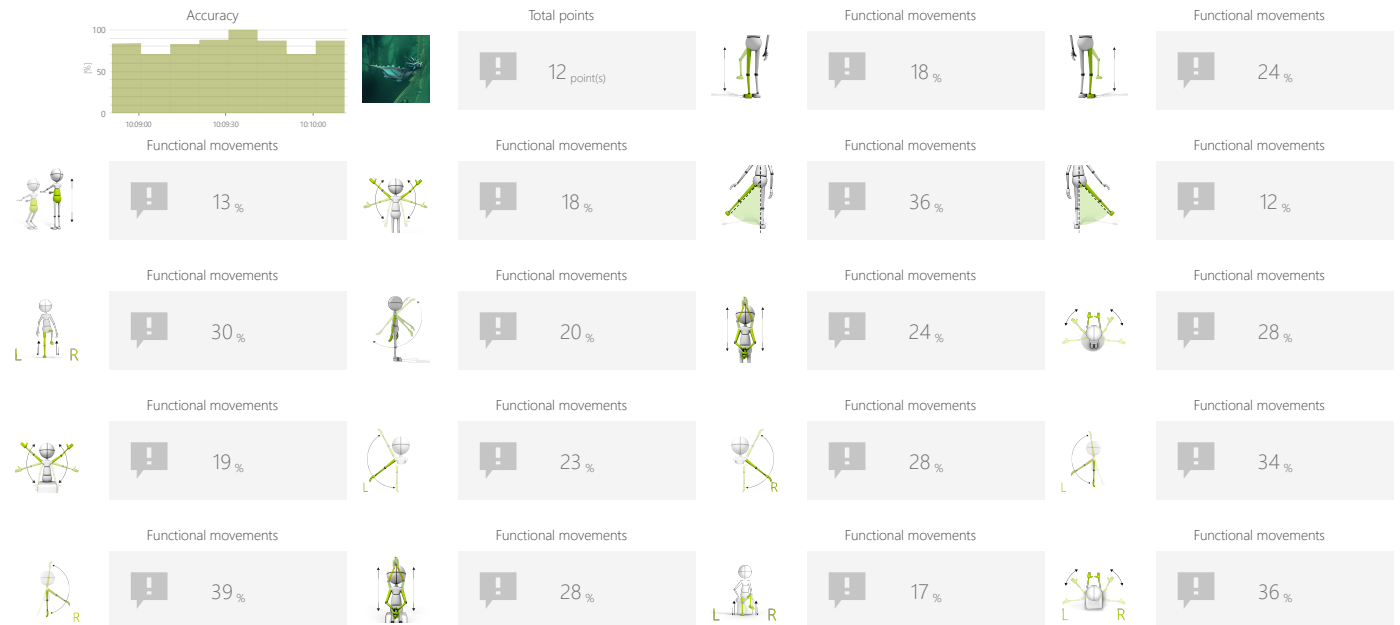 Accuracy
Total points
Functional movements
Functional movements
100
50
0
[%]
10:09:00
10:09:30
10:10:00
12 point(s)
18 %
24 %
Functional movements
Functional movements
Functional movements
Functional movements
13 %
18 %
36 %
12 %
Functional movements
Functional movements
Functional movements
Functional movements
L
R
30 %
20 %
24 %
28 %
Functional movements
Functional movements
Functional movements
Functional movements
19 %
L
23 %
R
28 %
L
34 %
Functional movements
Functional movements
Functional movements
Functional movements
R
39 %
28 %
L
R
17 %
L
R
36 %